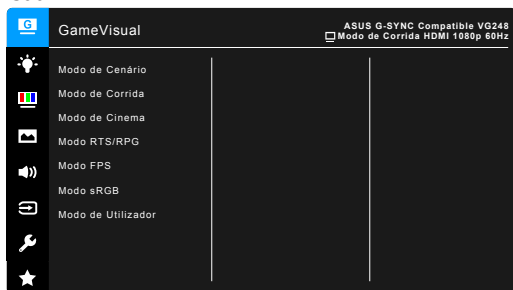 G
GameVisual
ASUS G-SYNC Compatible VG248
Modo de Corrida HDMI 1080p 60Hz
Modo de Cenário
Modo de Corrida
Modo de Cinema
Modo RTS/RPG
Modo FPS
Modo sRGB
Modo de Utilizador